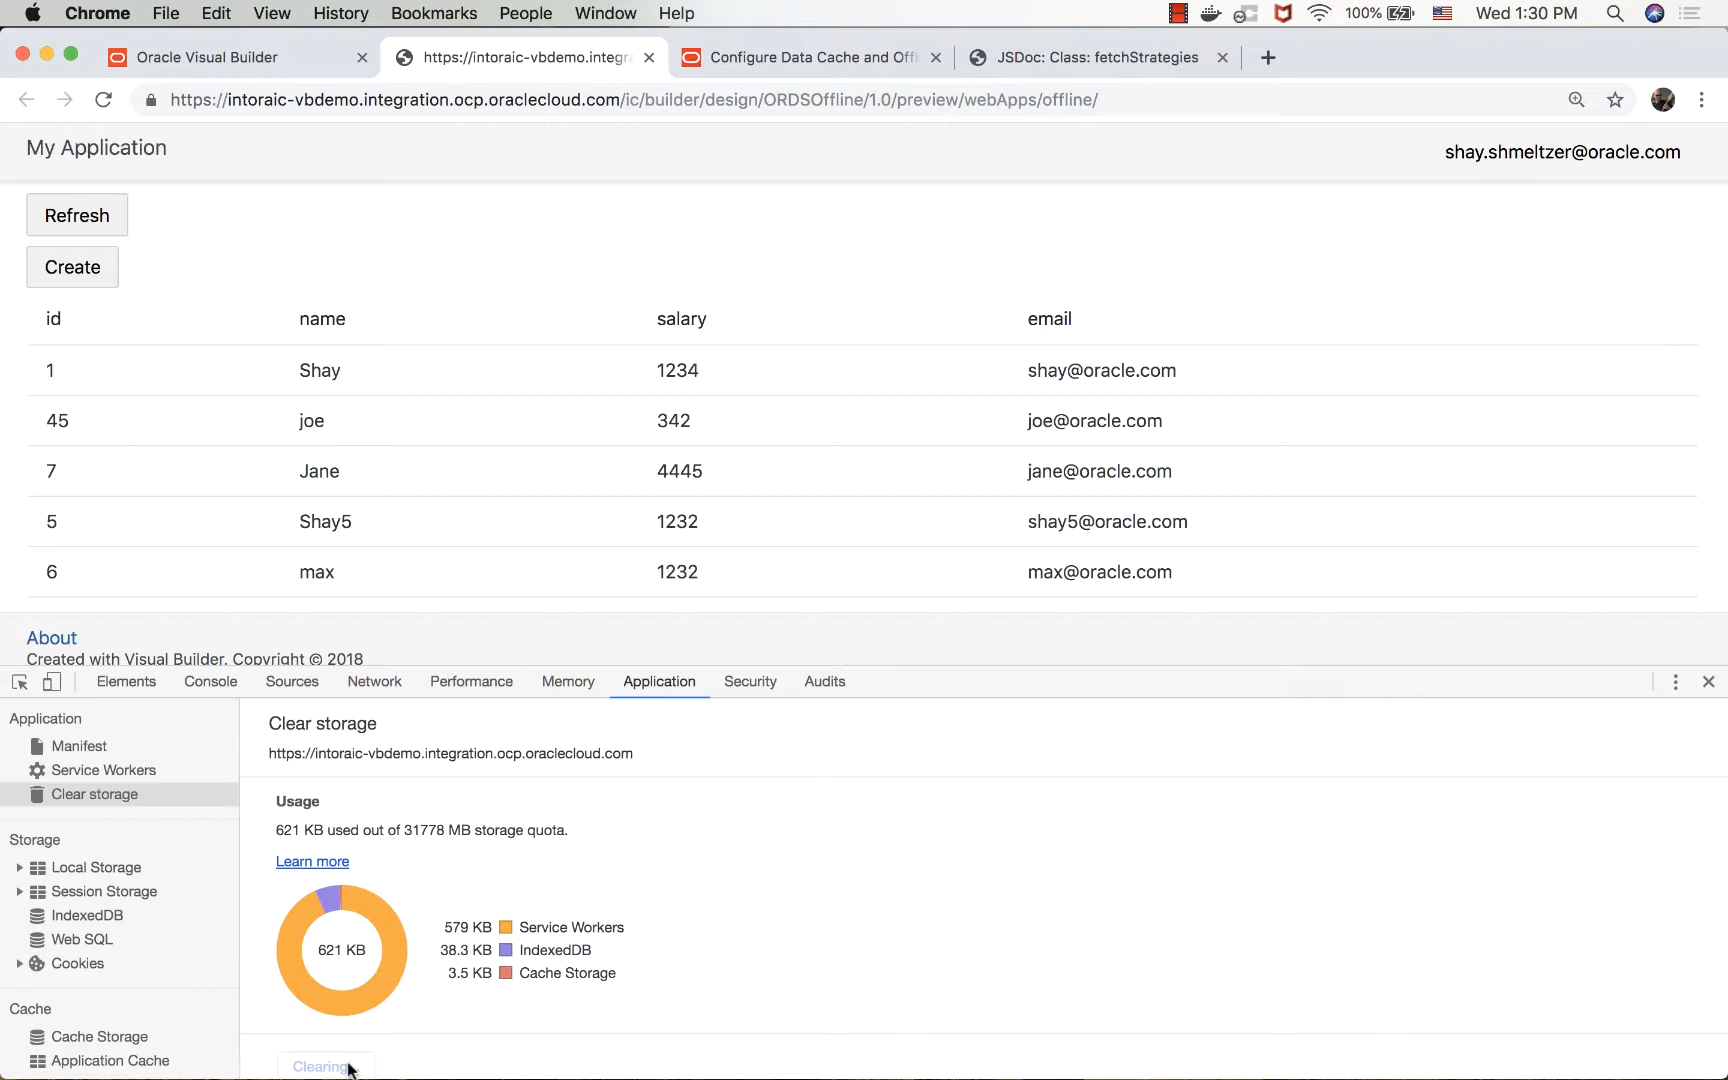 Chrome File Edit View History Bookmarks People Window Help 100% Wed 1:30 PM
Oracle Visual Builder https://intoraic-vbdemo.integr Configure Data Cache and Offl JSDoc: Class: fetchStrategies
https://intoraic-vbdemo.integration.ocp.oraclecloud.com/ic/builder/design/ORDSOffline/1.0/preview/webApps/offline/
My Application shay.shmeltzer@oracle.com
Refresh
Create
id name salary email
1 Shay 1234 shay@oracle.com
45 joe 342 joe@oracle.com
7 Jane 4445 jane@oracle.com
5 Shay5 1232 shay5@oracle.com
6 max 1232 max@oracle.com
About
Created with Visual Builder. Copyright © 2018
Elements Console Sources Network Performance Memory Application Security Audits
Application
Manifest
Service Workers
Clear storage
Storage
Local Storage
Session Storage
IndexedDB
Web SQL
Cookies
Cache
Cache Storage
Application Cache
Clear storage
https://intoraic-vbdemo.integration.ocp.oraclecloud.com
Usage
621 KB used out of 31778 MB storage quota.
Learn more
621 KB
579 KB Service Workers
38.3 KB IndexedDB
3.5 KB Cache Storage
Clearing